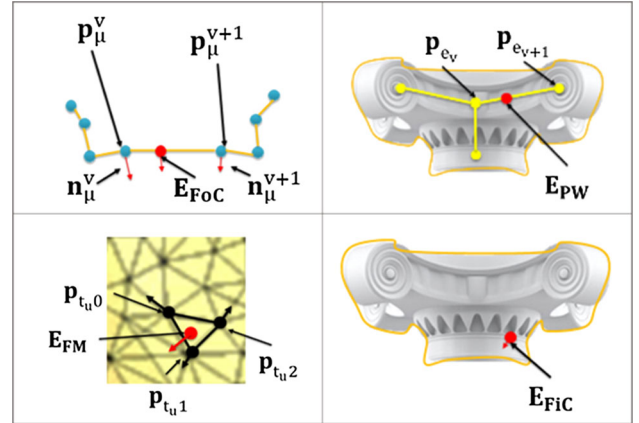 p_μ^v
p_μ^{v+1}
n_μ^v
E_FoC
n_μ^{v+1}
p_{e_v}
p_{e_{v+1}}
E_PW
p_{t_u0}
E_FM
p_{t_u2}
p_{t_u1}
E_FiC